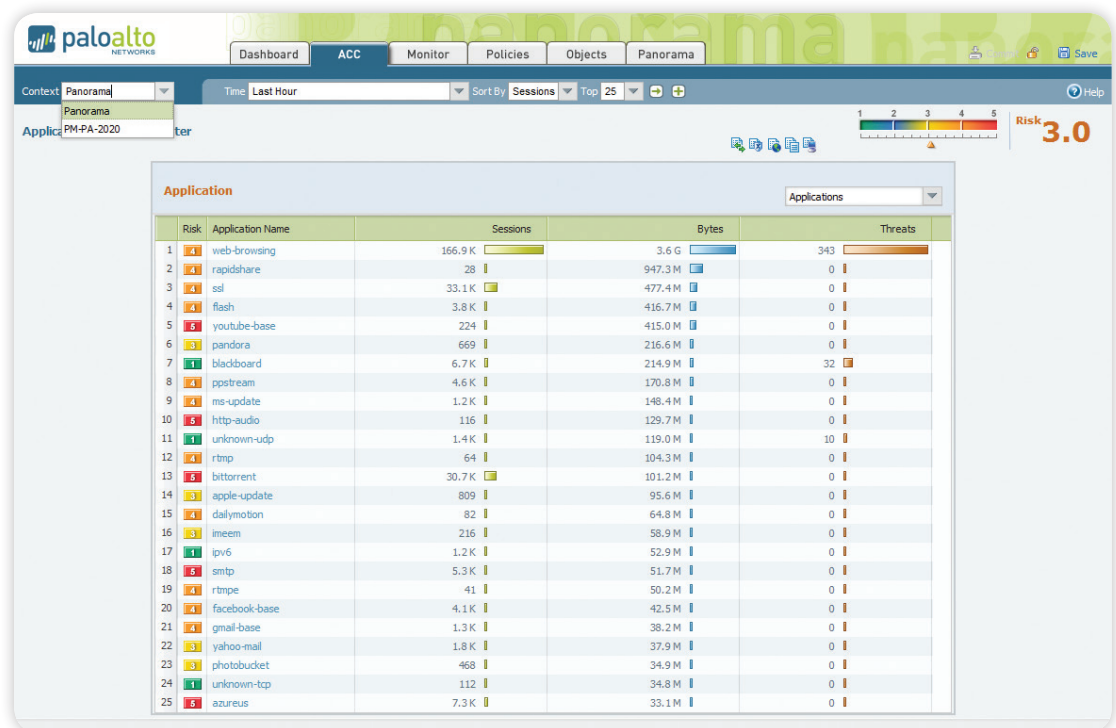 paloalto
NETWORKS
panorama
Dashboard ACC Monitor Policies Objects Panorama
Save
Context Panorama Time Last Hour Sort By Sessions Top 25 Help
Panorama
PM-PA-2020
1 2 3 4 5
Risk 3.0
Application
Applications
Risk Application Name Sessions Bytes Threats
1 4 web-browsing 166.9 K 3.6 G 343
2 4 rapidshare 28 947.3 M 0
3 4 ssl 33.1 K 477.4 M 0
4 4 flash 3.8 K 416.7 M 0
5 5 youtube-base 224 415.0 M 0
6 3 pandora 669 216.6 M 0
7 1 blackboard 6.7 K 214.9 M 32
8 4 ppstream 4.6 K 170.8 M 0
9 4 ms-update 1.2 K 148.4 M 0
10 5 http-audio 116 129.7 M 0
11 1 unknown-udp 1.4 K 119.0 M 10
12 4 rtmp 64 104.3 M 0
13 5 bittorrent 30.7 K 101.2 M 0
14 3 apple-update 809 95.6 M 0
15 4 dailymotion 82 64.8 M 0
16 3 imeem 216 58.9 M 0
17 1 ipv6 1.2 K 52.9 M 0
18 5 smtp 5.3 K 51.7 M 0
19 4 rtmpe 41 50.2 M 0
20 4 facebook-base 4.1 K 42.5 M 0
21 4 gmail-base 1.3 K 38.2 M 0
22 3 yahoo-mail 1.8 K 37.9 M 0
23 3 photobucket 468 34.9 M 0
24 1 unknown-tcp 112 34.8 M 0
25 5 azureus 7.3 K 33.1 M 0